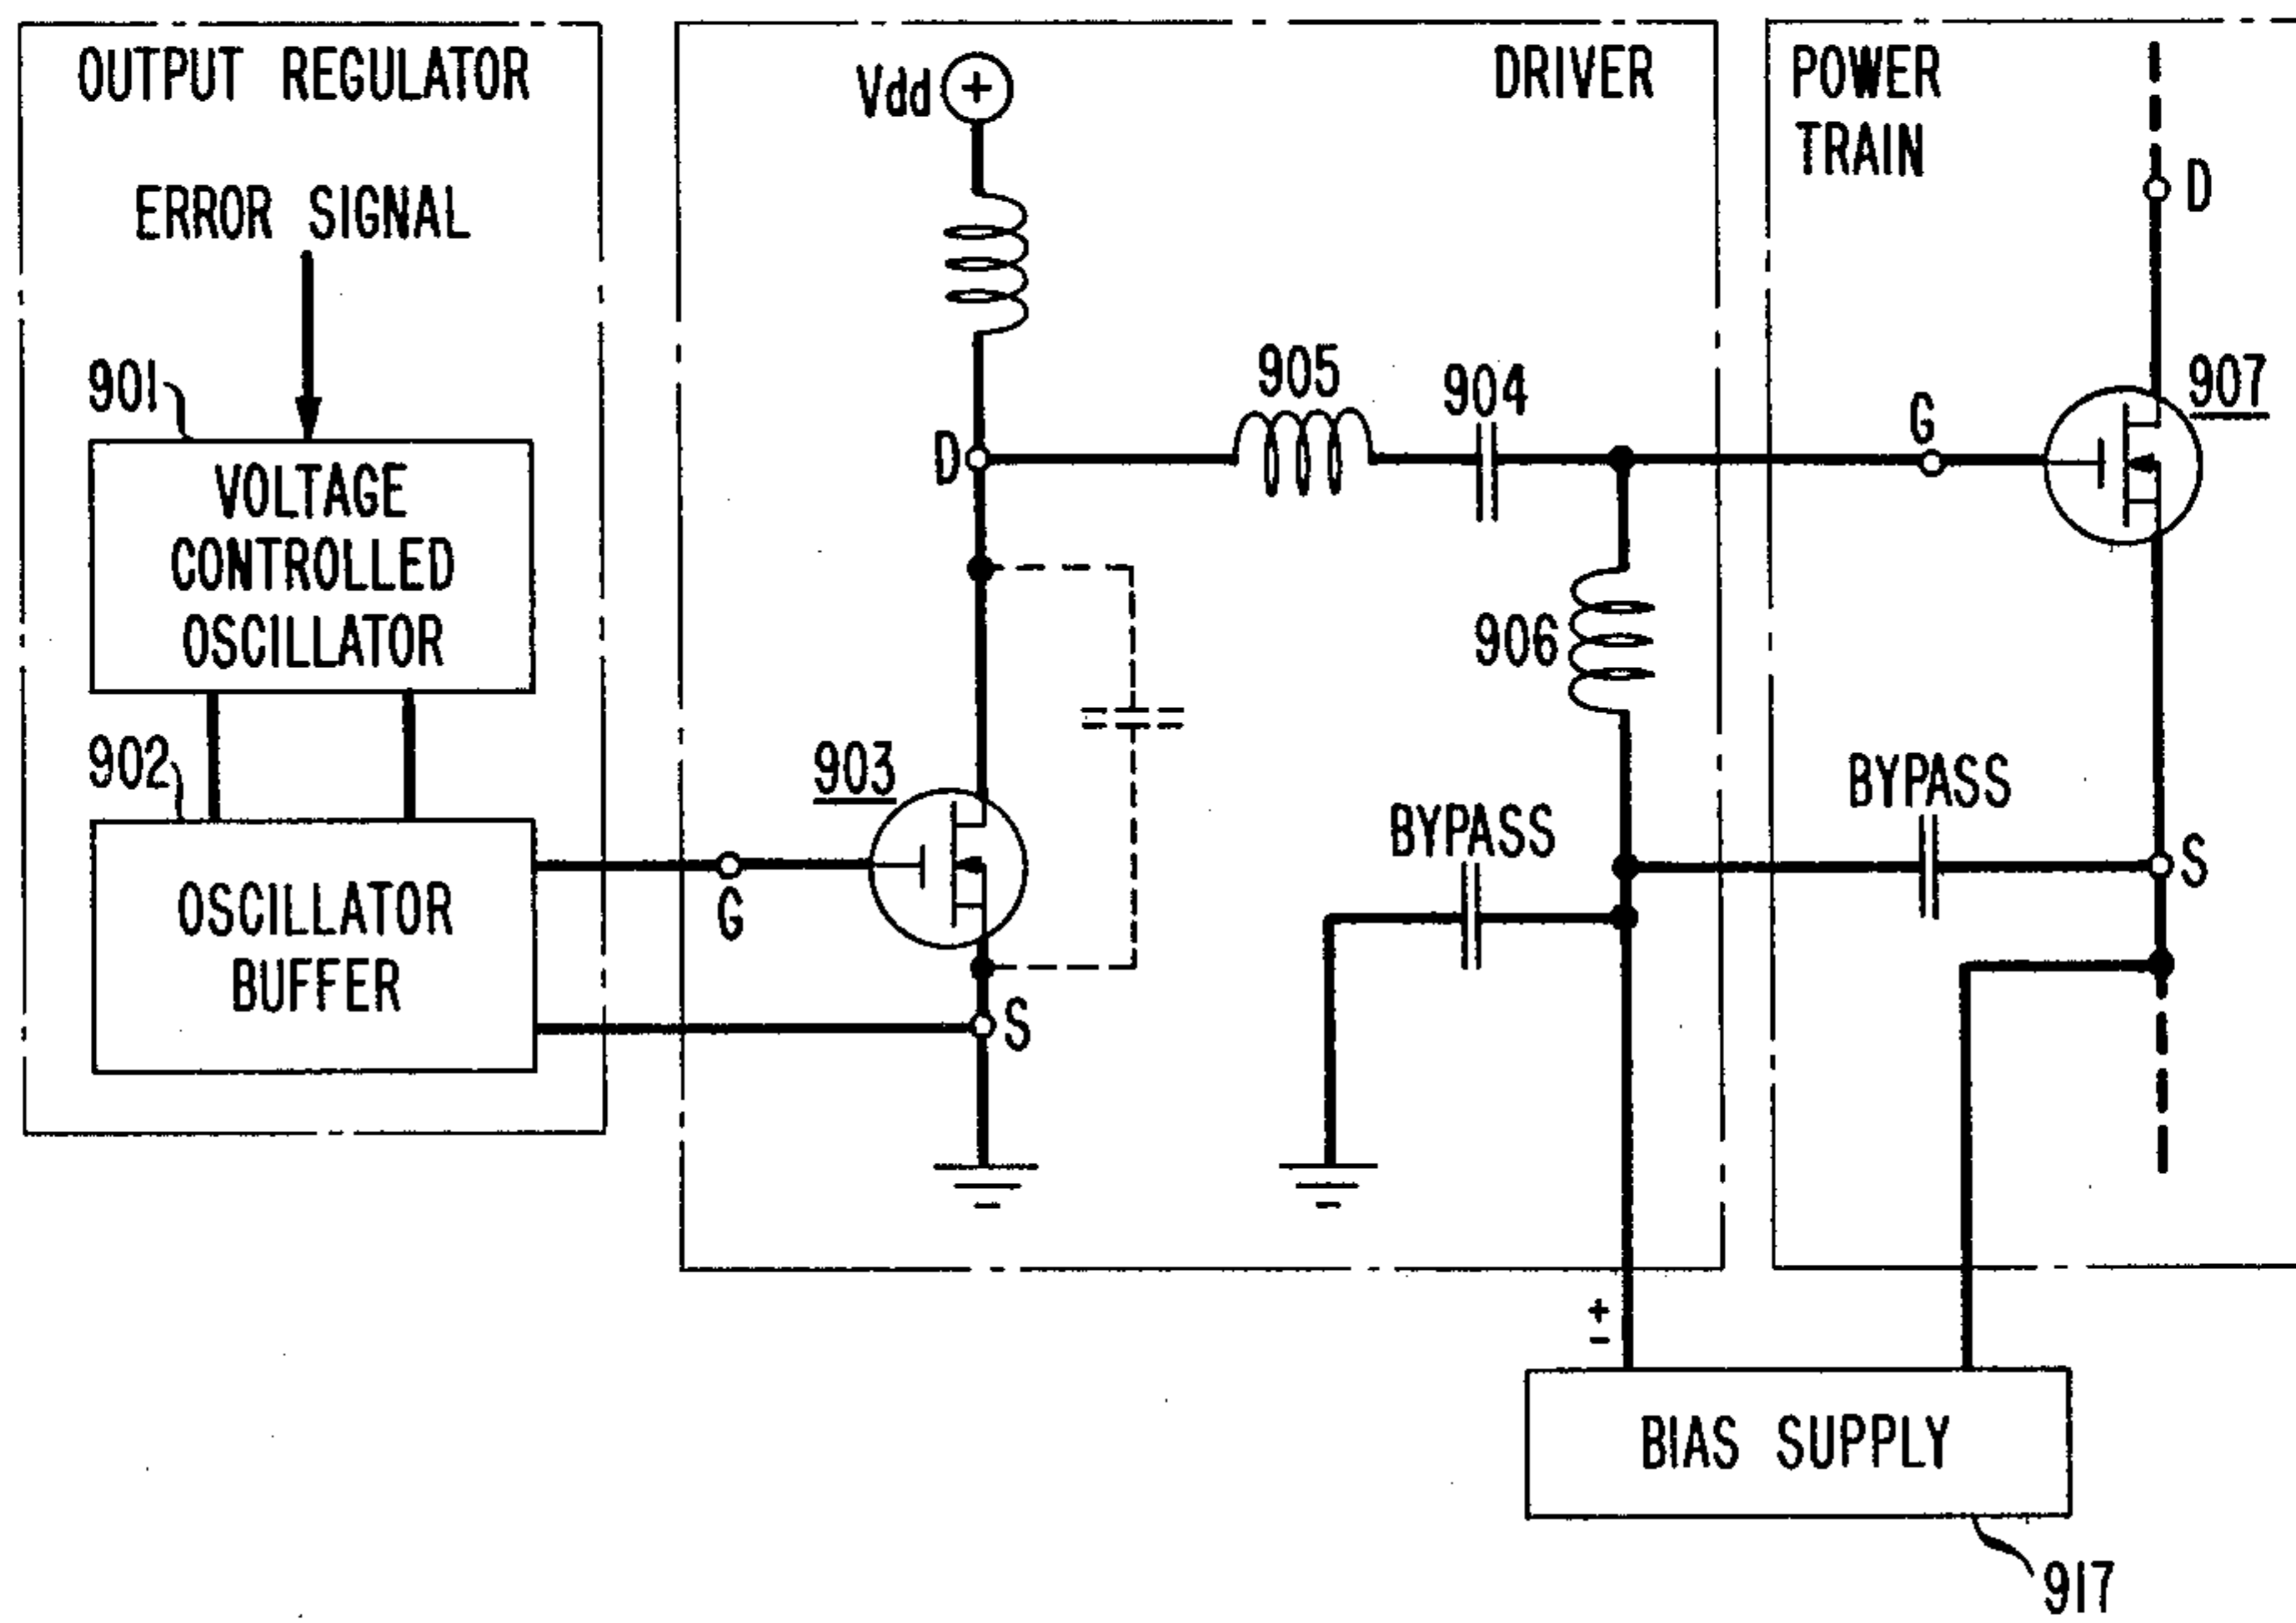 OUTPUT REGULATOR
ERROR SIGNAL
901
VOLTAGE
CONTROLLED
OSCILLATOR
902
OSCILLATOR
BUFFER
DRIVER
Vdd
+
D
905
904
906
903
G
S
BYPASS
POWER
TRAIN
D
G
907
BYPASS
S
+
-
BIAS SUPPLY
917